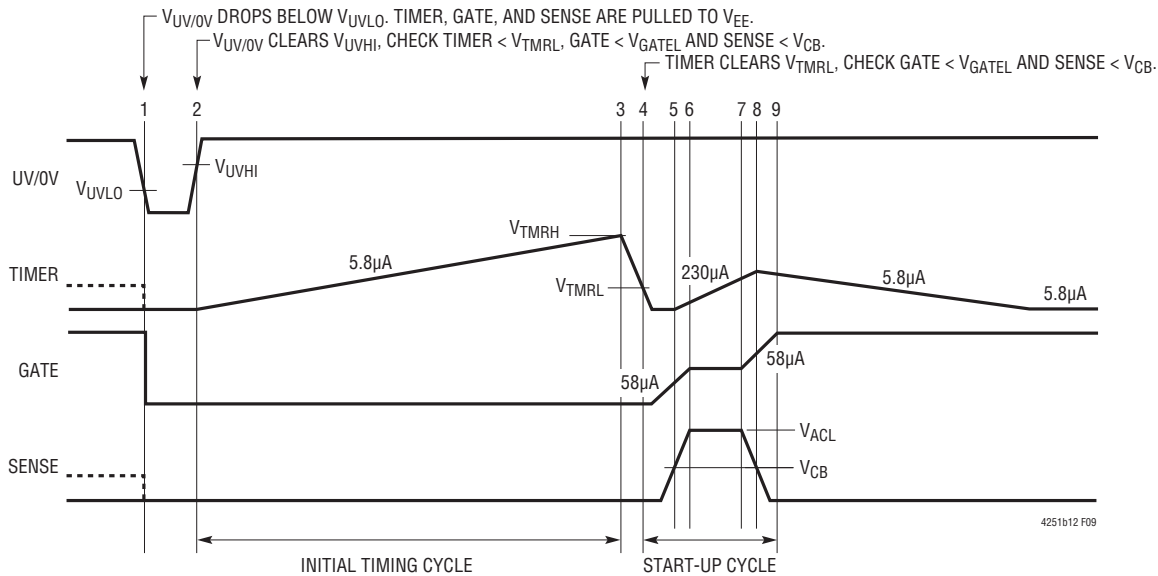 V_UV/0V DROPS BELOW V_UVLO. TIMER, GATE, AND SENSE ARE PULLED TO V_EE.
V_UV/0V CLEARS V_UVHI, CHECK TIMER < V_TMRL, GATE < V_GATEL AND SENSE < V_CB.
TIMER CLEARS V_TMRL, CHECK GATE < V_GATEL AND SENSE < V_CB.
1 2 3 4 5 6 7 8 9
UV/0V
V_UVLO
V_UVHI
TIMER
5.8µA
V_TMRH
V_TMRL
230µA
5.8µA
5.8µA
GATE
58µA
58µA
SENSE
V_ACL
V_CB
4251b12 F09
INITIAL TIMING CYCLE
START-UP CYCLE